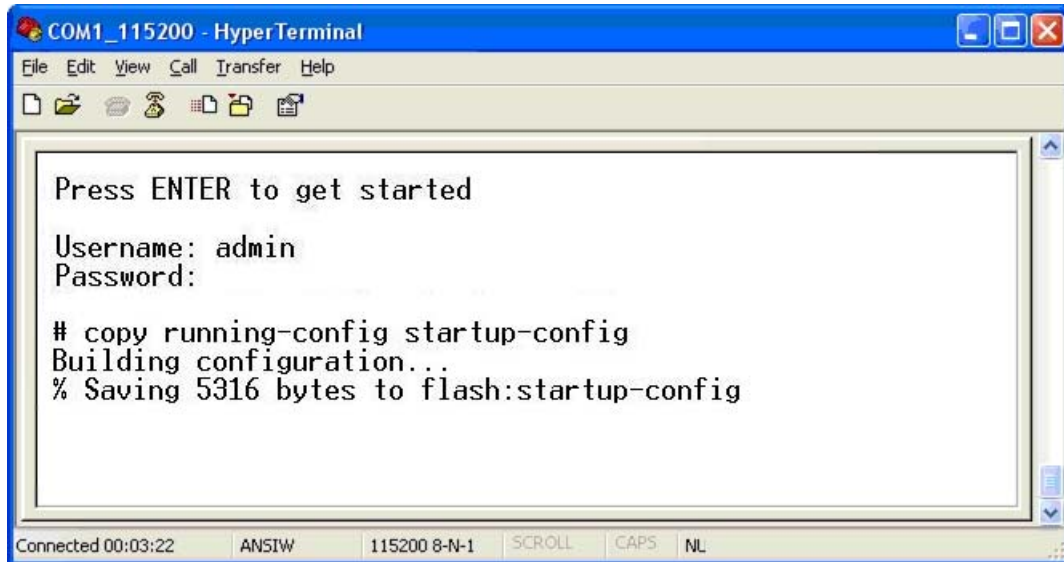 COM1_115200 - HyperTerminal
File Edit View Call Transfer Help
Press ENTER to get started
Username: admin
Password:
# copy running-config startup-config
Building configuration...
% Saving 5316 bytes to flash:startup-config
Connected 00:03:22 ANSIW 115200 8-N-1 SCROLL CAPS NL